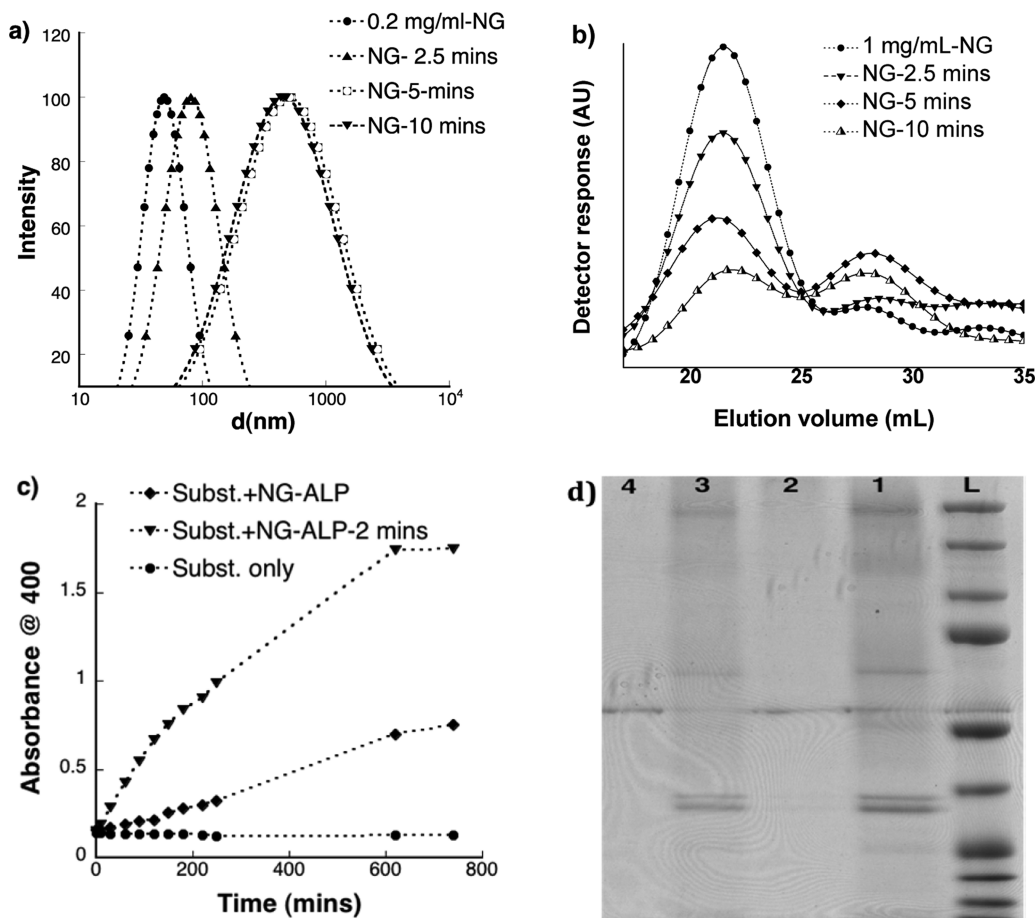 a)
0.2 mg/ml-NG
NG- 2.5 mins
NG-5-mins
NG-10 mins
120
100
80
60
40
20
Intensity
10 100 1000 10⁴
d(nm)
b)
1 mg/mL-NG
NG-2.5 mins
NG-5 mins
NG-10 mins
Detector response (AU)
20 25 30 35
Elution volume (mL)
c)
Subst.+NG-ALP
Subst.+NG-ALP-2 mins
Subst. only
2
1.5
1
0.5
0
Absorbance @ 400
0 200 400 600 800
Time (mins)
d)
4 3 2 1 L